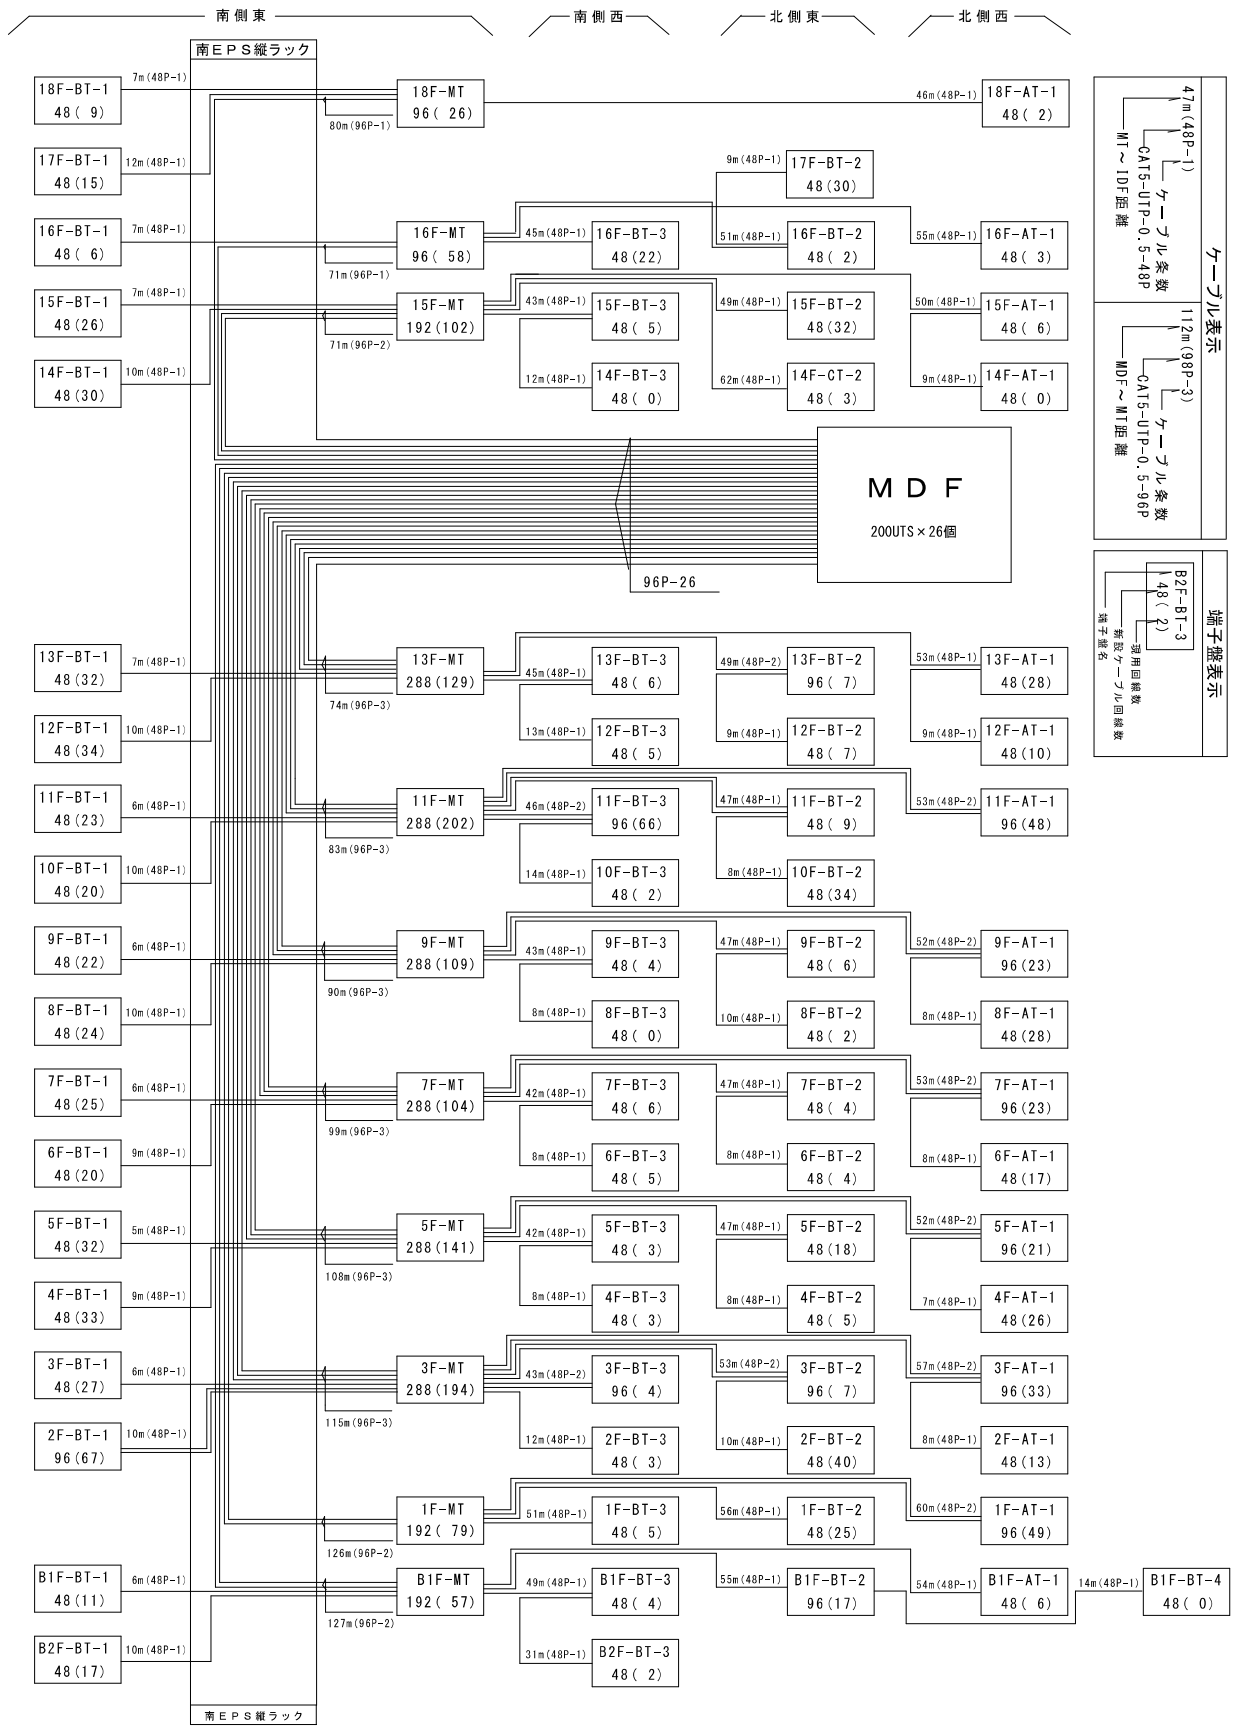 南側東
南側西
北側東
北側西
南EPS縦ラック
18F-BT-1
48( 9)
7m(48P-1)
18F-MT
96( 26)
80m(96P-1)
46m(48P-1)
18F-AT-1
48( 2)
17F-BT-1
48(15)
12m(48P-1)
9m(48P-1)
17F-BT-2
48(30)
16F-BT-1
48( 6)
7m(48P-1)
16F-MT
96( 58)
71m(96P-1)
45m(48P-1)
16F-BT-3
48(22)
51m(48P-1)
16F-BT-2
48( 2)
55m(48P-1)
16F-AT-1
48( 3)
15F-BT-1
48(26)
7m(48P-1)
15F-MT
192(102)
71m(96P-2)
43m(48P-1)
15F-BT-3
48( 5)
49m(48P-1)
15F-BT-2
48(32)
50m(48P-1)
15F-AT-1
48( 6)
14F-BT-1
48(30)
10m(48P-1)
12m(48P-1)
14F-BT-3
48( 0)
62m(48P-1)
14F-CT-2
48( 3)
9m(48P-1)
14F-AT-1
48( 0)
MDF
200UTS×26個
96P-26
ケーブル表示
47m(48P-1)
ケーブル条数
CAT5-UTP-0.5-48P
MT～IDF距離
112m(98P-3)
ケーブル条数
CAT5-UTP-0.5-96P
MDF～MT距離
端子盤表示
B2F-BT-3
48( 2)
現用回線数
新設ケーブル回線数
端子盤名
13F-BT-1
48(32)
7m(48P-1)
13F-MT
288(129)
74m(96P-3)
45m(48P-1)
13F-BT-3
48( 6)
49m(48P-2)
13F-BT-2
96( 7)
53m(48P-1)
13F-AT-1
48(28)
12F-BT-1
48(34)
10m(48P-1)
13m(48P-1)
12F-BT-3
48( 5)
9m(48P-1)
12F-BT-2
48( 7)
9m(48P-1)
12F-AT-1
48(10)
11F-BT-1
48(23)
6m(48P-1)
11F-MT
288(202)
83m(96P-3)
46m(48P-2)
11F-BT-3
96(66)
47m(48P-1)
11F-BT-2
48( 9)
53m(48P-2)
11F-AT-1
96(48)
10F-BT-1
48(20)
10m(48P-1)
14m(48P-1)
10F-BT-3
48( 2)
8m(48P-1)
10F-BT-2
48(34)
9F-BT-1
48(22)
6m(48P-1)
9F-MT
288(109)
90m(96P-3)
43m(48P-1)
9F-BT-3
48( 4)
47m(48P-1)
9F-BT-2
48( 6)
52m(48P-2)
9F-AT-1
96(23)
8F-BT-1
48(24)
10m(48P-1)
8m(48P-1)
8F-BT-3
48( 0)
10m(48P-1)
8F-BT-2
48( 2)
8m(48P-1)
8F-AT-1
48(28)
7F-BT-1
48(25)
6m(48P-1)
7F-MT
288(104)
99m(96P-3)
42m(48P-1)
7F-BT-3
48( 6)
47m(48P-1)
7F-BT-2
48( 4)
53m(48P-2)
7F-AT-1
96(23)
6F-BT-1
48(20)
9m(48P-1)
8m(48P-1)
6F-BT-3
48( 5)
8m(48P-1)
6F-BT-2
48( 4)
8m(48P-1)
6F-AT-1
48(17)
5F-BT-1
48(32)
5m(48P-1)
5F-MT
288(141)
108m(96P-3)
42m(48P-1)
5F-BT-3
48( 3)
47m(48P-1)
5F-BT-2
48(18)
52m(48P-2)
5F-AT-1
96(21)
4F-BT-1
48(33)
9m(48P-1)
8m(48P-1)
4F-BT-3
48( 3)
8m(48P-1)
4F-BT-2
48( 5)
7m(48P-1)
4F-AT-1
48(26)
3F-BT-1
48(27)
6m(48P-1)
3F-MT
288(194)
115m(96P-3)
43m(48P-2)
3F-BT-3
96( 4)
53m(48P-2)
3F-BT-2
96( 7)
57m(48P-2)
3F-AT-1
96(33)
2F-BT-1
96(67)
10m(48P-1)
12m(48P-1)
2F-BT-3
48( 3)
10m(48P-1)
2F-BT-2
48(40)
8m(48P-1)
2F-AT-1
48(13)
1F-MT
192( 79)
126m(96P-2)
51m(48P-1)
1F-BT-3
48( 5)
56m(48P-1)
1F-BT-2
48(25)
60m(48P-2)
1F-AT-1
96(49)
B1F-BT-1
48(11)
6m(48P-1)
B1F-MT
192( 57)
127m(96P-2)
49m(48P-1)
B1F-BT-3
48( 4)
55m(48P-1)
B1F-BT-2
96(17)
54m(48P-1)
B1F-AT-1
48( 6)
14m(48P-1)
B1F-BT-4
48( 0)
B2F-BT-1
48(17)
10m(48P-1)
31m(48P-1)
B2F-BT-3
48( 2)
南EPS縦ラック